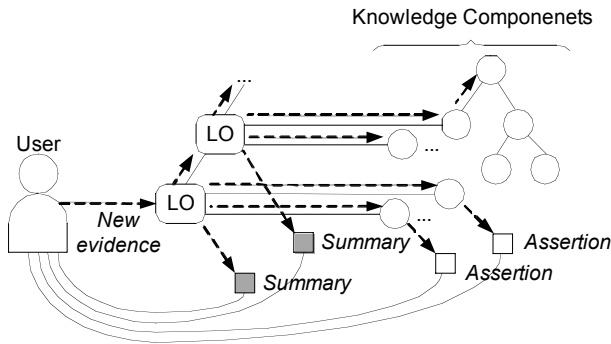 Knowledge Componenets
...
LO
...
User
LO
New
evidence
...
Summary
Assertion
Summary
Assertion